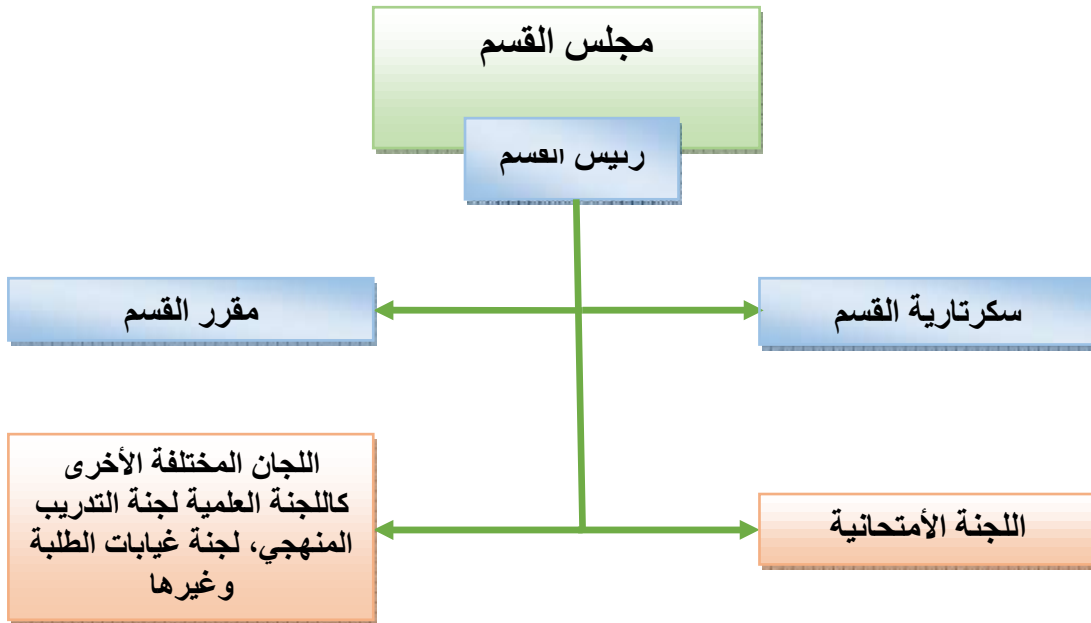 مجلس القسم
رئيس القسم
سكرتارية القسم
مقرر القسم
اللجنة الأمتحانية
اللجان المختلفة الأخرى
كاللجنة العلمية لجنة التدريب
المنهجي، لجنة غيابات الطلبة
وغيرها